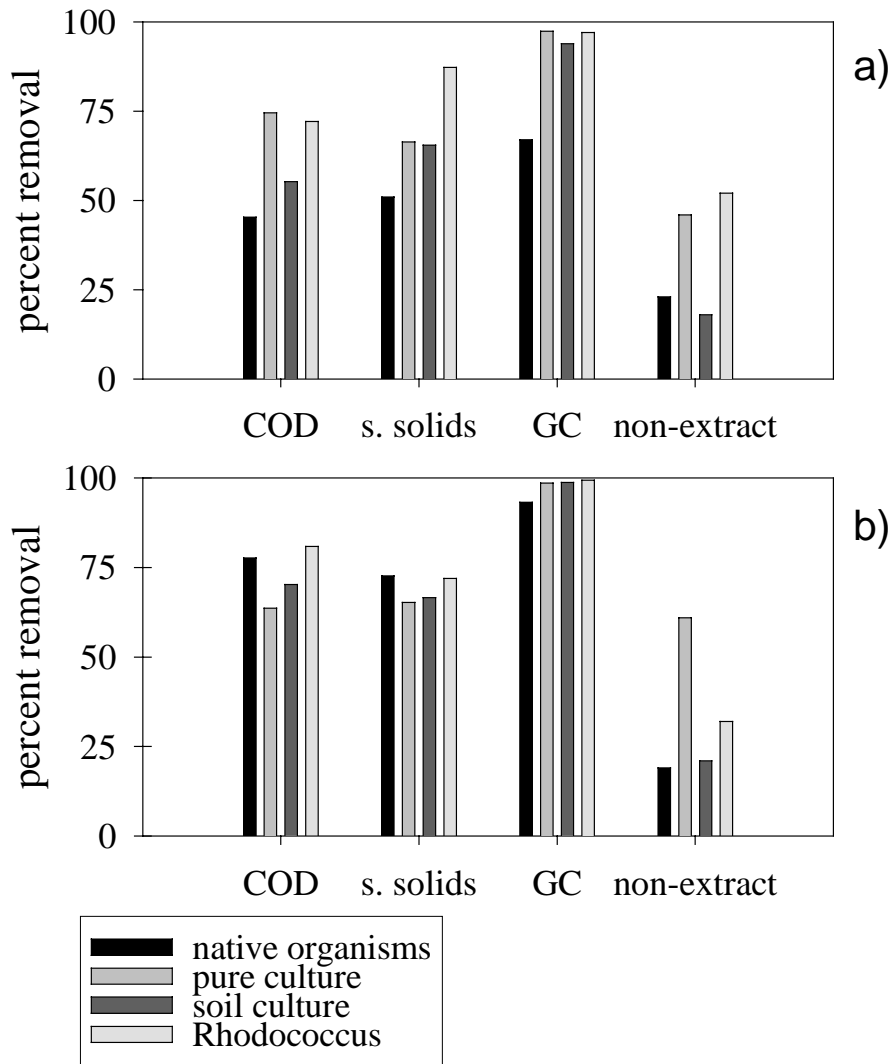 100
a)
75
50
25
0
percent removal
COD s. solids GC non-extract
100
b)
75
50
25
0
percent removal
COD s. solids GC non-extract
native organisms
pure culture
soil culture
Rhodococcus